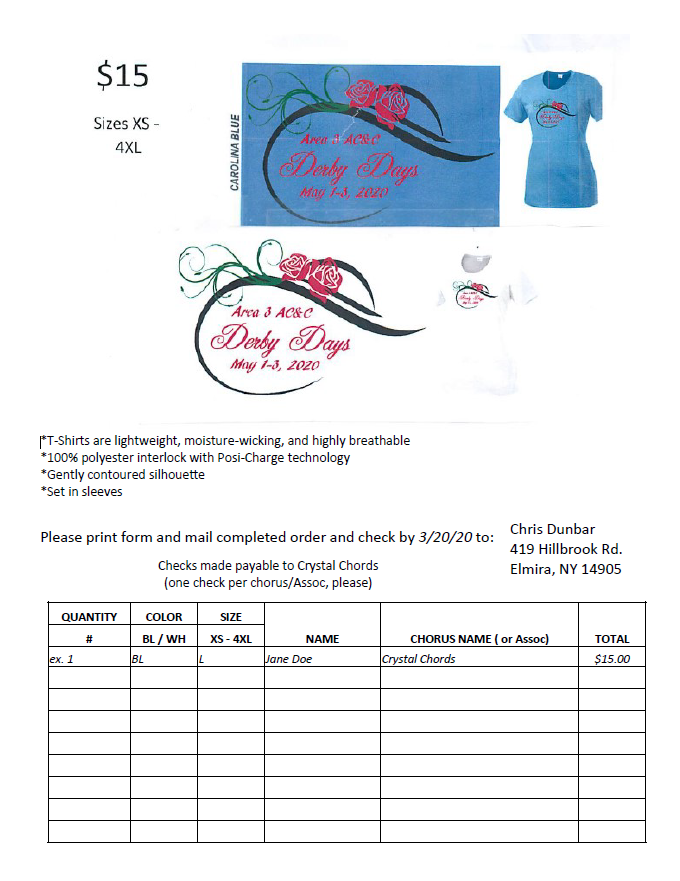 $15
Sizes XS -
4XL
CAROLINA BLUE
Area 3 AC&C
Derby Days
May 1-3, 2020
Area 3 AC&C
Derby Days
May 1-3, 2020
*T-Shirts are lightweight, moisture-wicking, and highly breathable
*100% polyester interlock with Posi-Charge technology
*Gently contoured silhouette
*Set in sleeves
Please print form and mail completed order and check by 3/20/20 to:
Chris Dunbar
419 Hillbrook Rd.
Elmira, NY 14905
Checks made payable to Crystal Chords
(one check per chorus/Assoc, please)
QUANTITY COLOR SIZE
# BL / WH XS - 4XL NAME CHORUS NAME ( or Assoc) TOTAL
ex. 1 BL L Jane Doe Crystal Chords $15.00